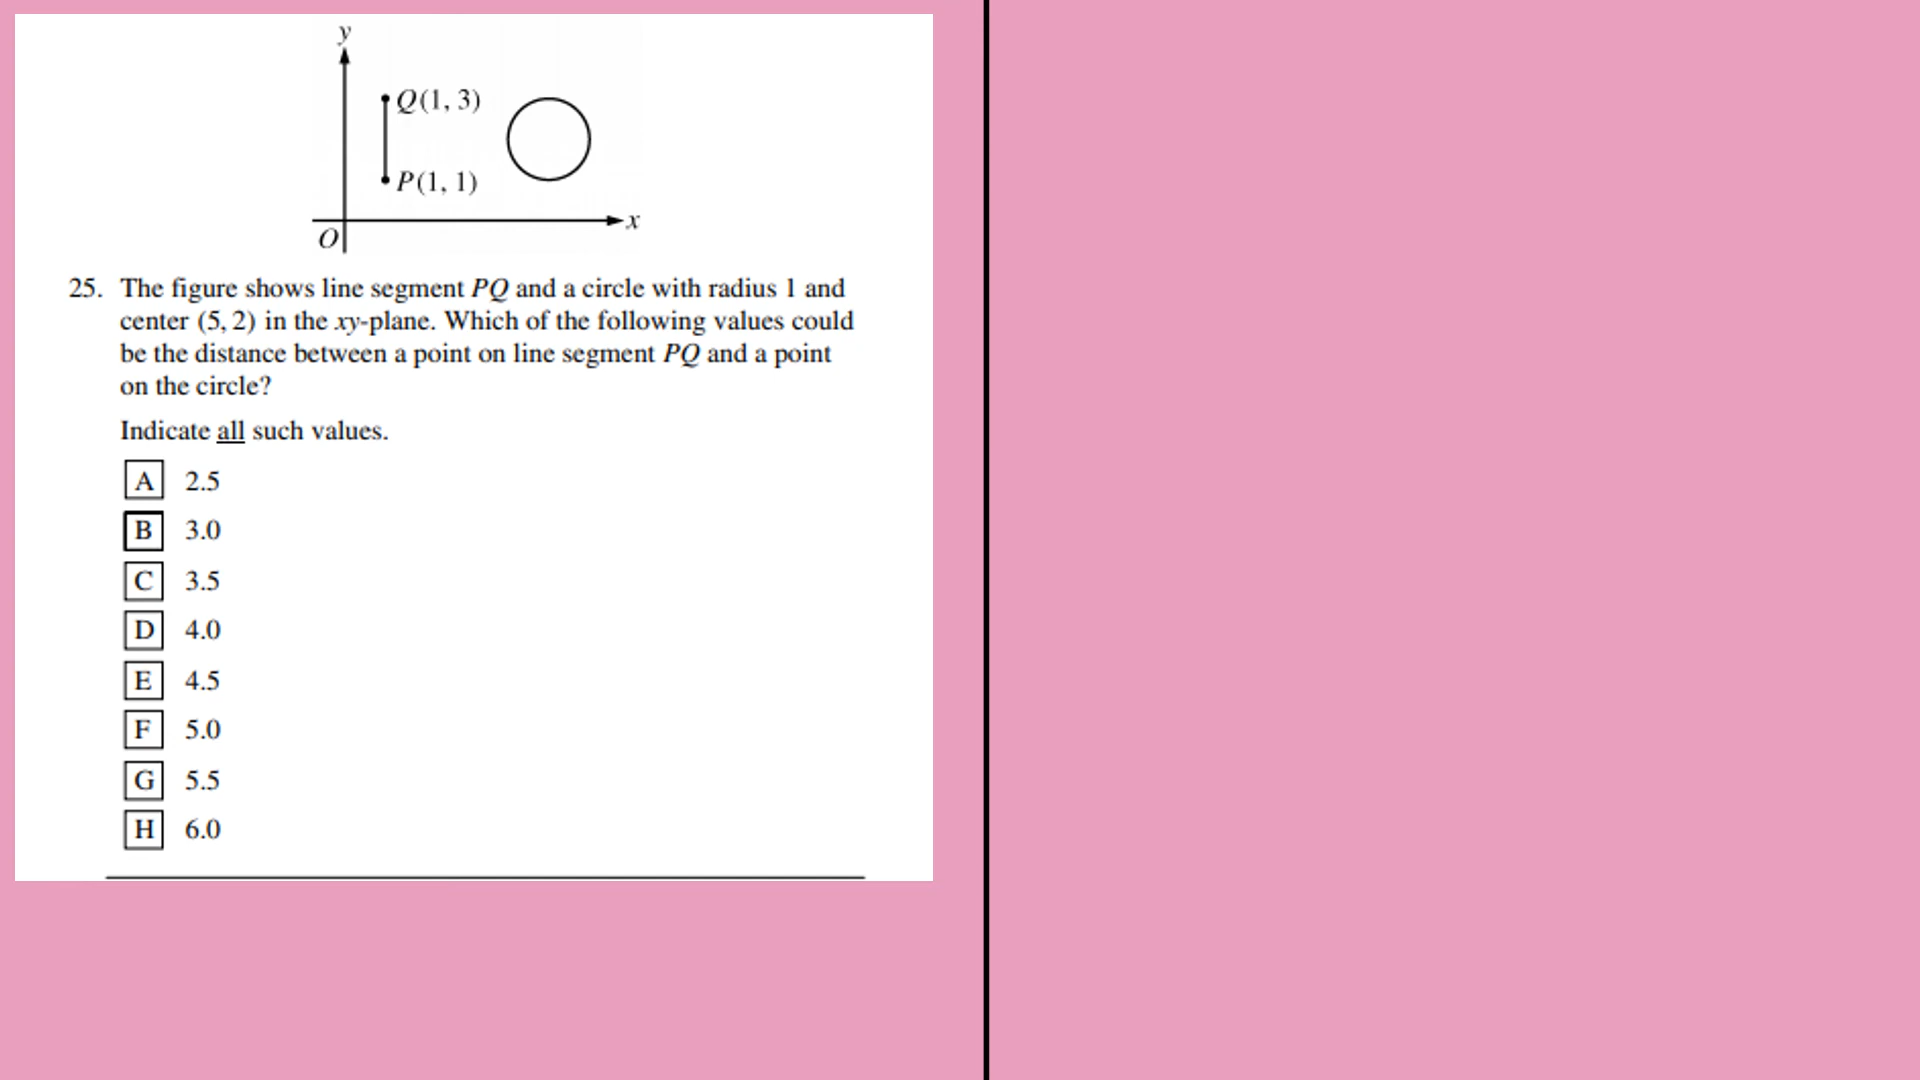 y
Q(1, 3)
P(1, 1)
x
O
25. The figure shows line segment PQ and a circle with radius 1 and
center (5, 2) in the xy-plane. Which of the following values could
be the distance between a point on line segment PQ and a point
on the circle?
Indicate all such values.
A 2.5
B 3.0
C 3.5
D 4.0
E 4.5
F 5.0
G 5.5
H 6.0